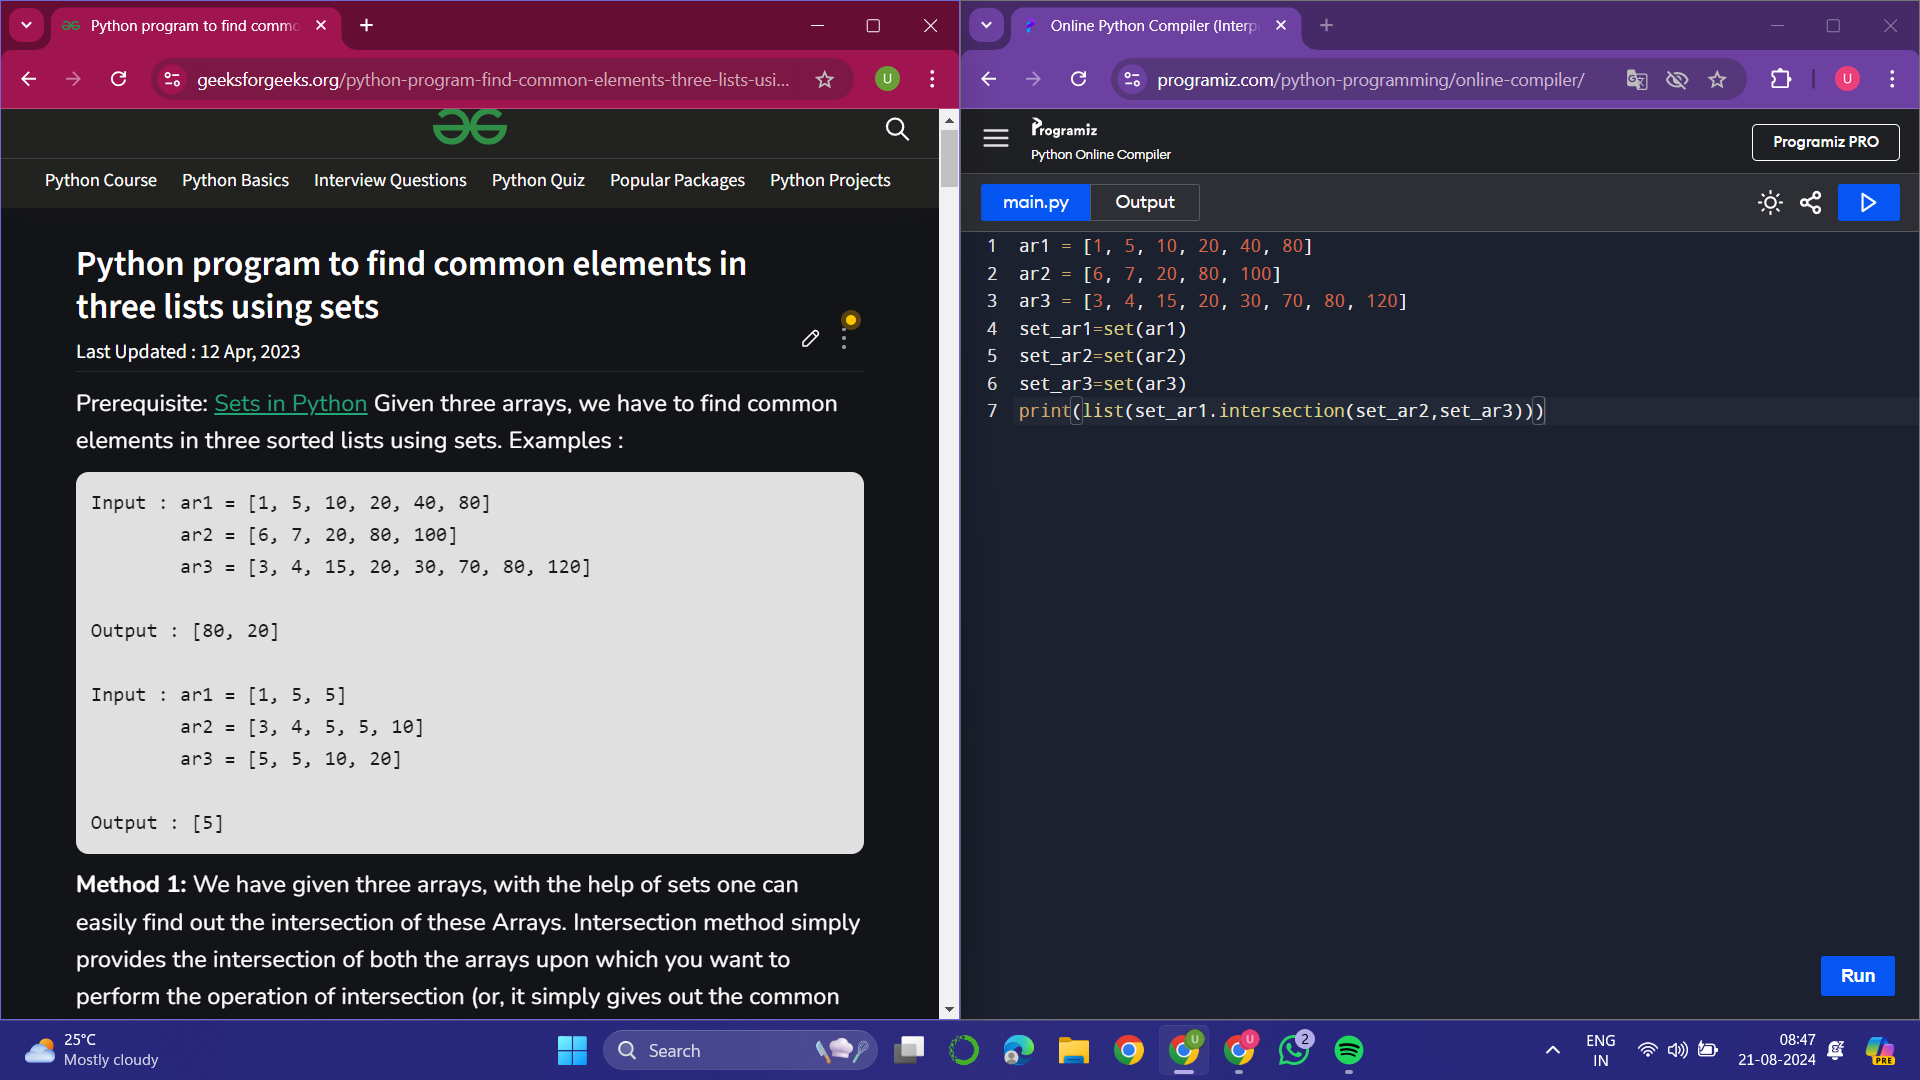 Python program to find commo
geeksforgeeks.org/python-program-find-common-elements-three-lists-usi...
U
Python Course Python Basics Interview Questions Python Quiz Popular Packages Python Projects
Python program to find common elements in
three lists using sets
Last Updated : 12 Apr, 2023
Prerequisite: Sets in Python Given three arrays, we have to find common
elements in three sorted lists using sets. Examples :
Input : ar1 = [1, 5, 10, 20, 40, 80]
ar2 = [6, 7, 20, 80, 100]
ar3 = [3, 4, 15, 20, 30, 70, 80, 120]
Output : [80, 20]
Input : ar1 = [1, 5, 5]
ar2 = [3, 4, 5, 5, 10]
ar3 = [5, 5, 10, 20]
Output : [5]
Method 1: We have given three arrays, with the help of sets one can
easily find out the intersection of these Arrays. Intersection method simply
provides the intersection of both the arrays upon which you want to
perform the operation of intersection (or, it simply gives out the common
Online Python Compiler (Interp
programiz.com/python-programming/online-compiler/
U
Programiz
Python Online Compiler
Programiz PRO
main.py Output
1 ar1 = [1, 5, 10, 20, 40, 80]
2 ar2 = [6, 7, 20, 80, 100]
3 ar3 = [3, 4, 15, 20, 30, 70, 80, 120]
4 set_ar1=set(ar1)
5 set_ar2=set(ar2)
6 set_ar3=set(ar3)
7 print(list(set_ar1.intersection(set_ar2,set_ar3)))
Run
25°C
Mostly cloudy
Search
U
U
2
ENG
IN
08:47
21-08-2024
PRE